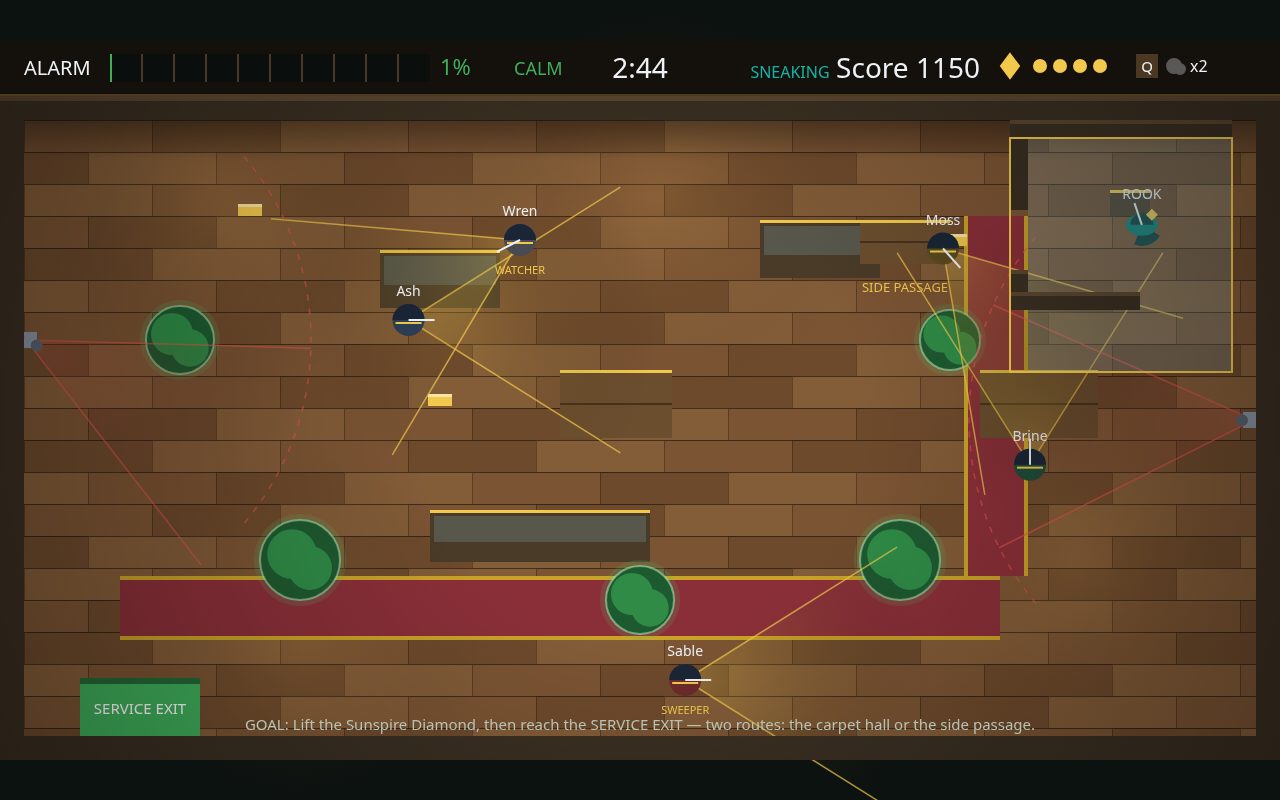 ALARM 1% CALM 2:44 SNEAKING Score 1150 Q x2
ROOK
Wren
Moss
WATCHER
SIDE PASSAGE
Ash
Brine
Sable
SERVICE EXIT
SWEEPER
GOAL: Lift the Sunspire Diamond, then reach the SERVICE EXIT — two routes: the carpet hall or the side passage.